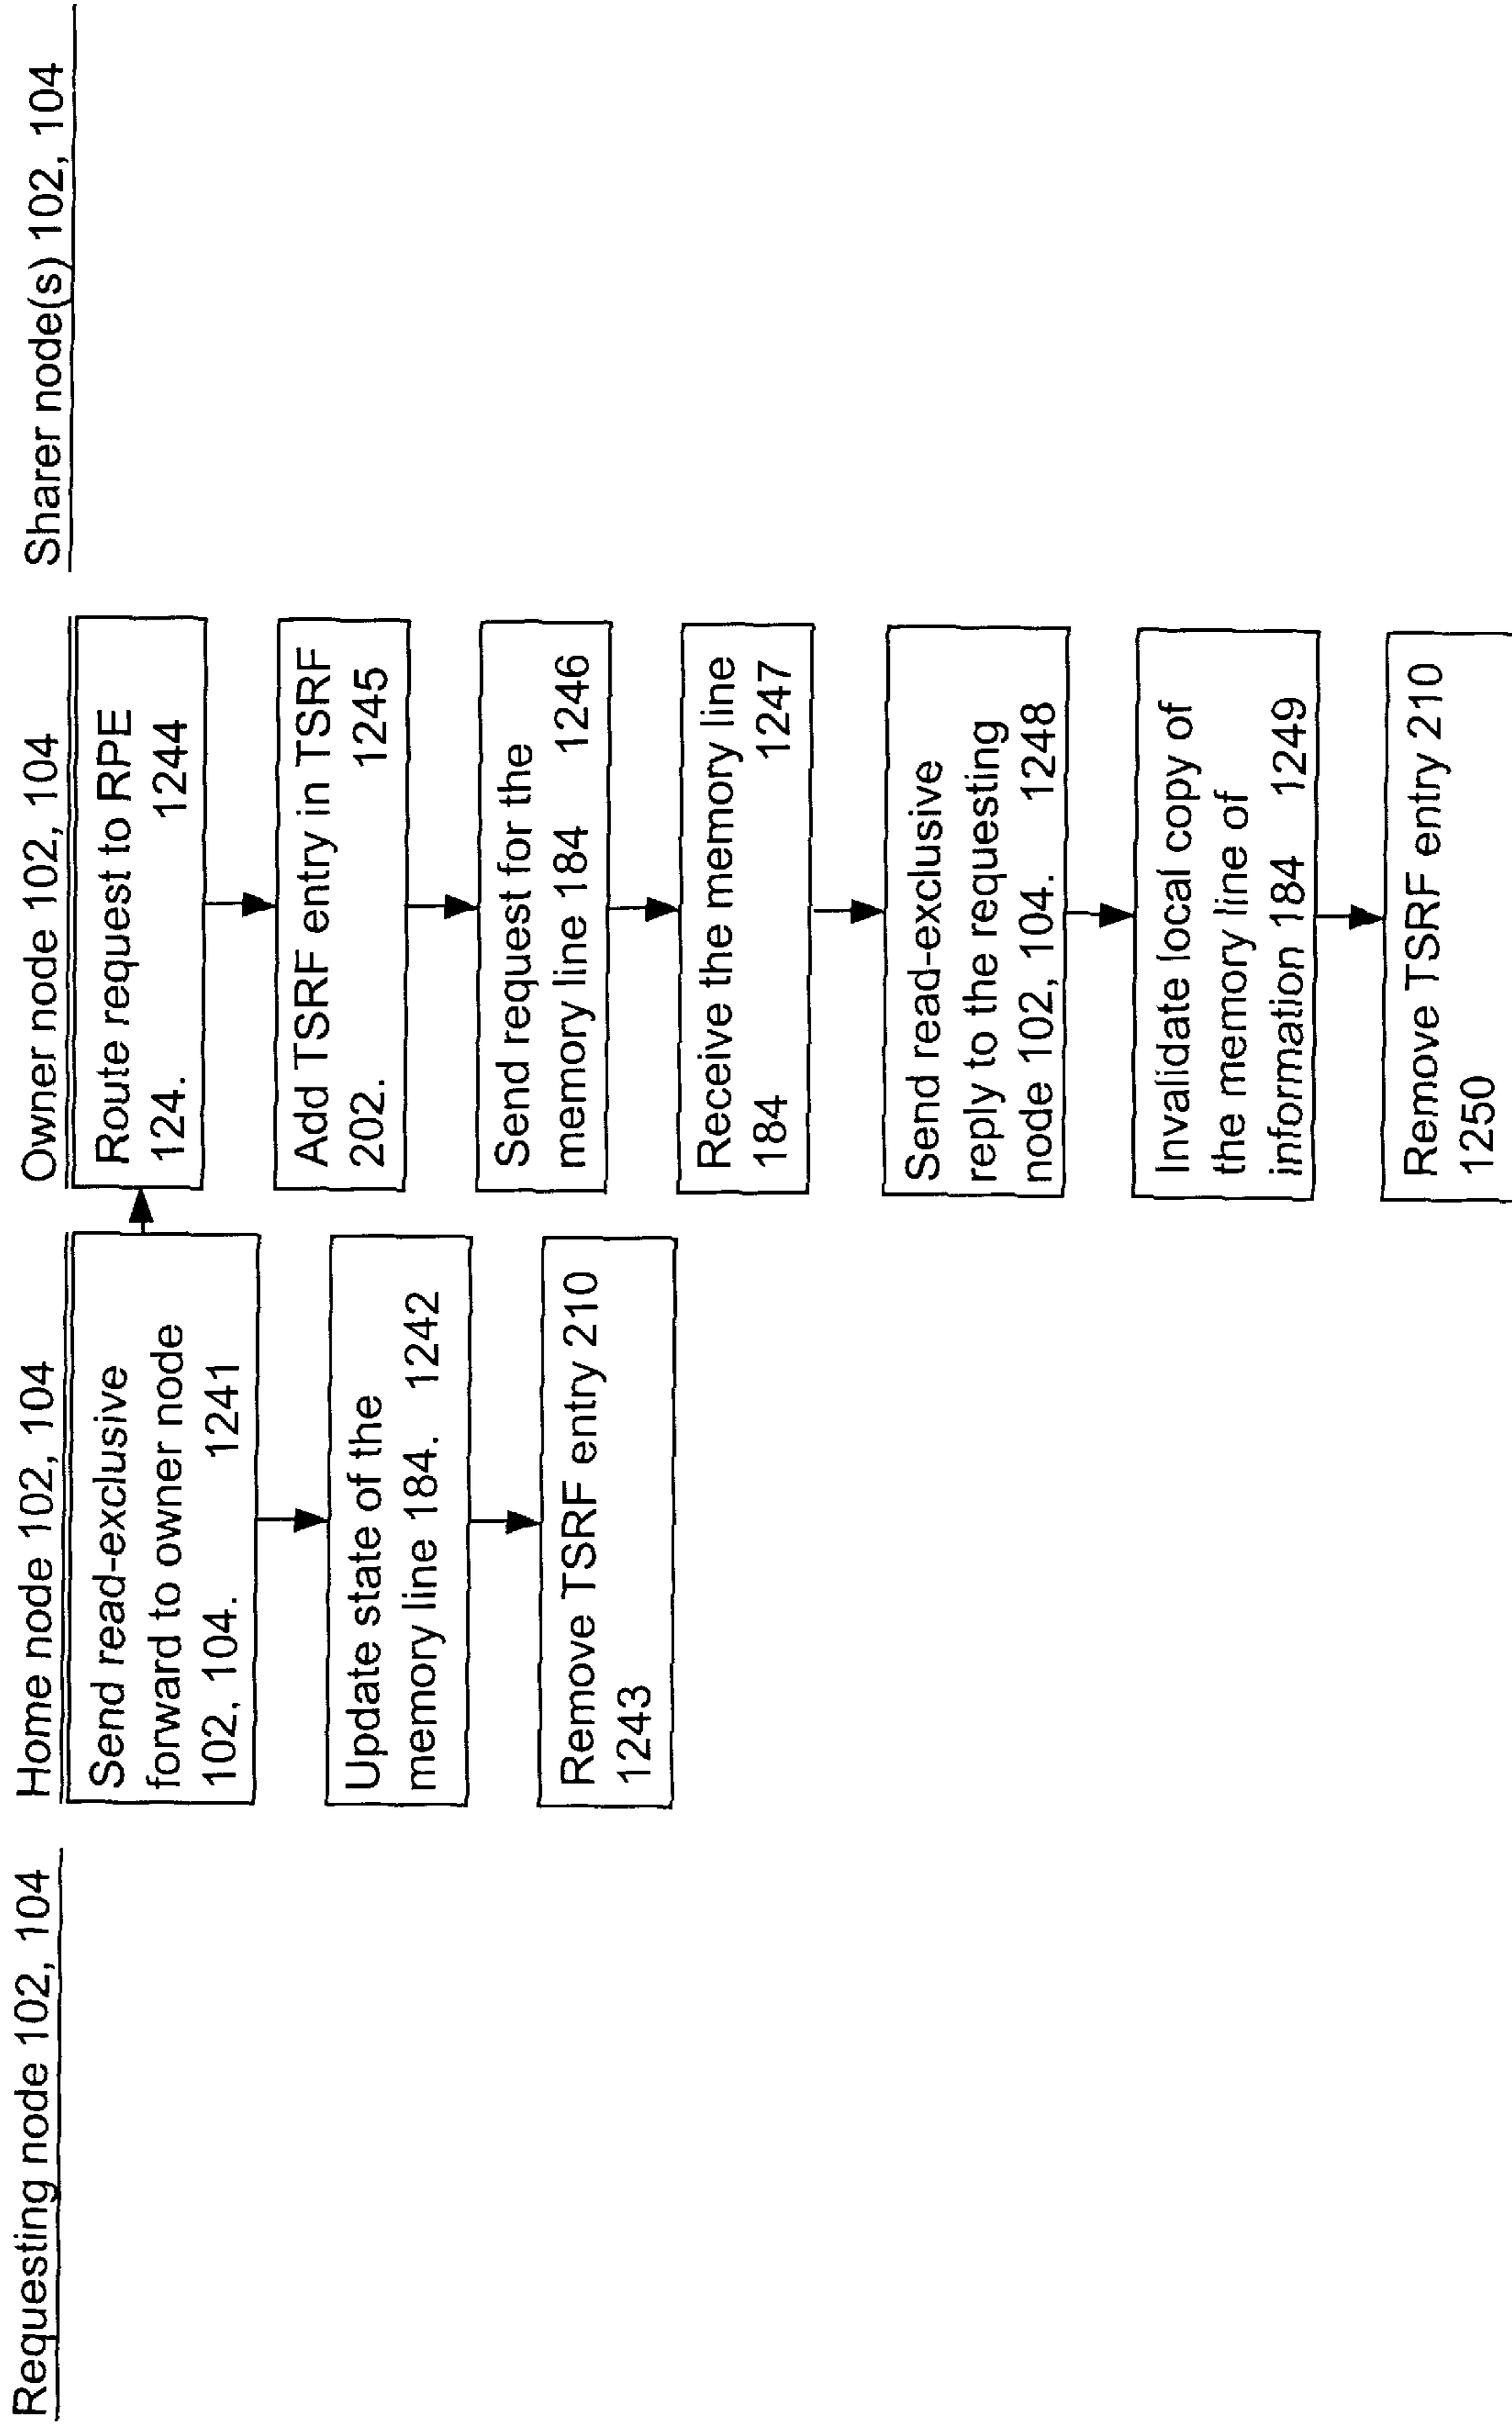 Requesting node 102, 104
Home node 102, 104
Send read-exclusive
forward to owner node
102, 104. 1241
Update state of the
memory line 184. 1242
Remove TSRF entry 210
1243
Owner node 102, 104
Route request to RPE
124. 1244
Add TSRF entry in TSRF
202. 1245
Send request for the
memory line 184 1246
Receive the memory line
184 1247
Send read-exclusive
reply to the requesting
node 102, 104. 1248
Invalidate local copy of
the memory line of
information 184 1249
Remove TSRF entry 210
1250
Sharer node(s) 102, 104